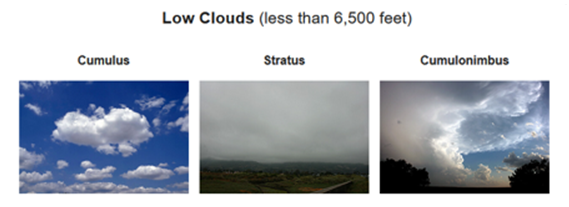 Low Clouds (less than 6,500 feet)
Cumulus Stratus Cumulonimbus